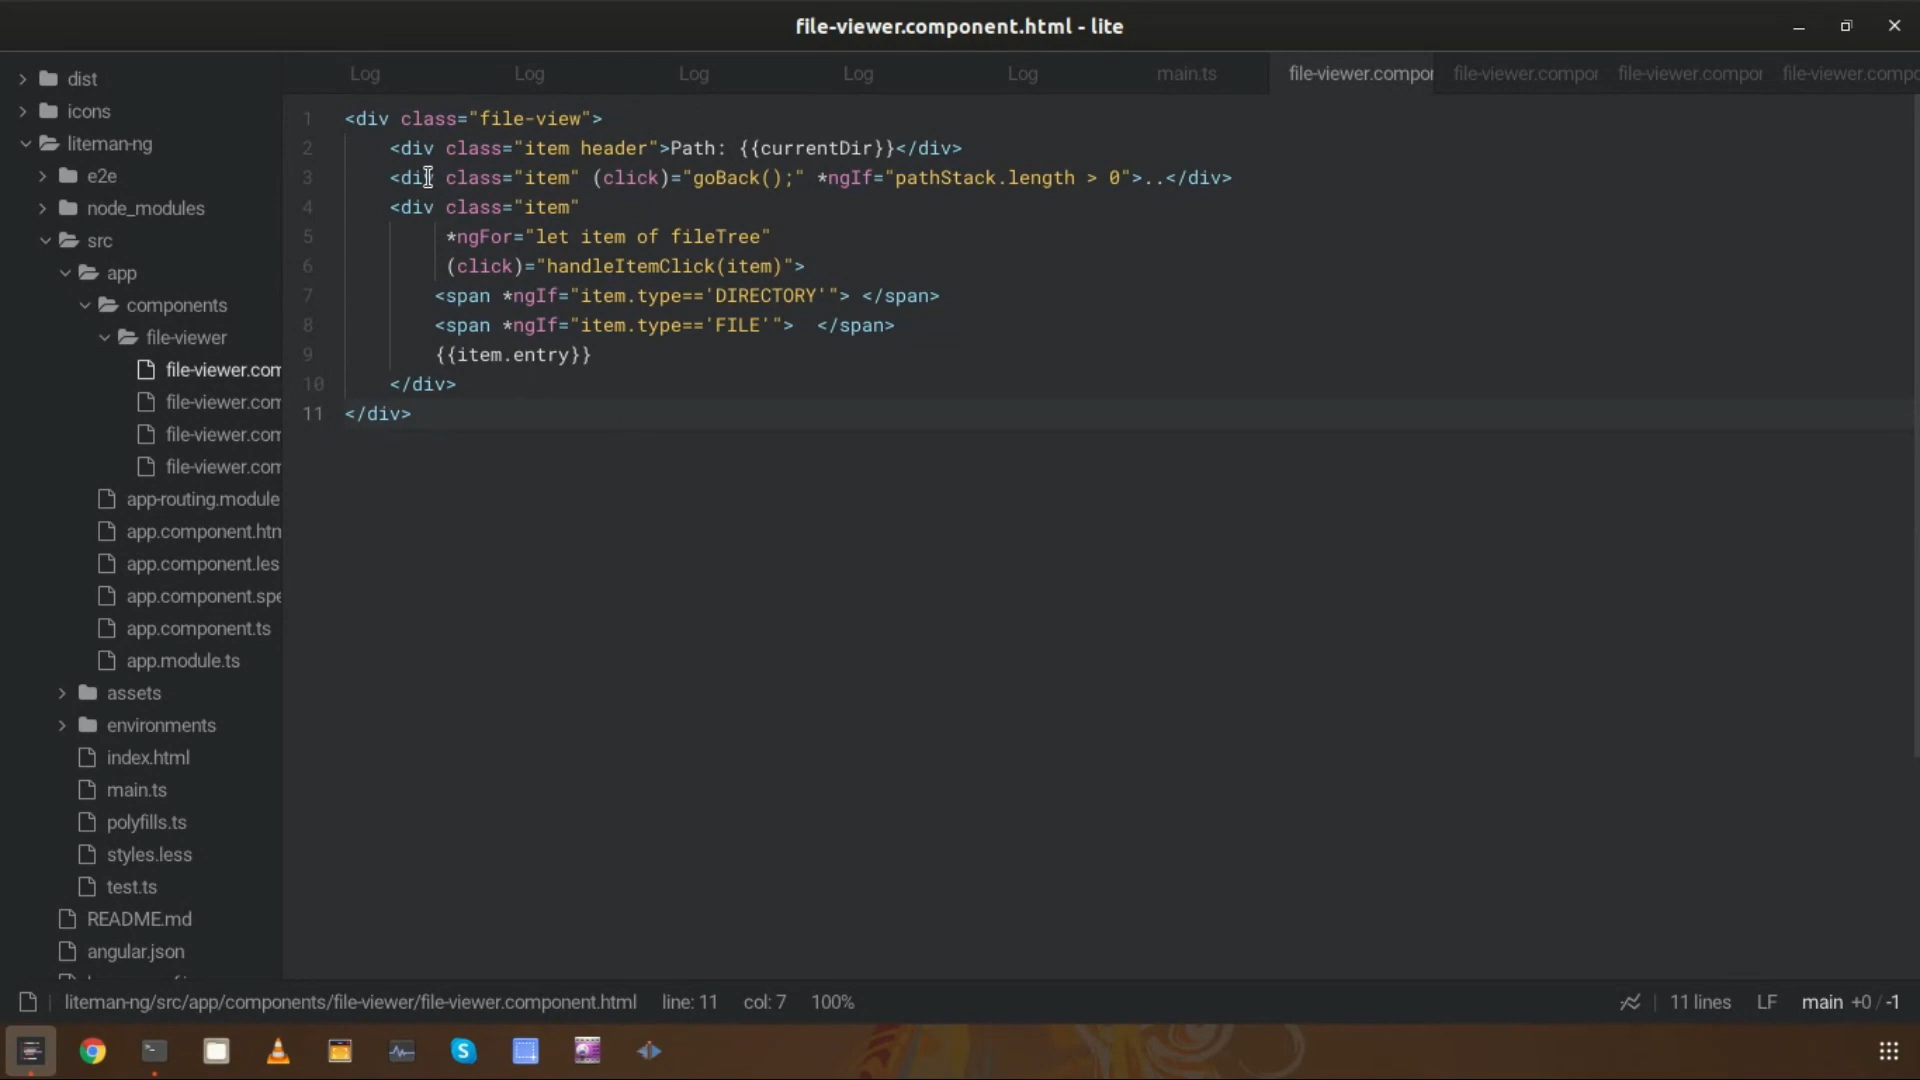 file-viewer.component.html - lite
Log
Log
Log
Log
Log
main.ts
file-viewer.compor
file-viewer.compor
file-viewer.compor
file-viewer.compo
dist
icons
liteman-ng
e2e
node_modules
src
app
components
file-viewer
file-viewer.com
file-viewer.com
file-viewer.com
file-viewer.com
app-routing.module
app.component.htm
app.component.les
app.component.spe
app.component.ts
app.module.ts
assets
environments
index.html
main.ts
polyfills.ts
styles.less
test.ts
README.md
angular.json
1 <div class="file-view">
2 <div class="item header">Path: {{currentDir}}</div>
3 <div class="item" (click)="goBack();" *ngIf="pathStack.length > 0">..</div>
4 <div class="item"
5 *ngFor="let item of fileTree"
6 (click)="handleItemClick(item)">
7 <span *ngIf="item.type=='DIRECTORY'"> </span>
8 <span *ngIf="item.type=='FILE'">  </span>
9 {{item.entry}}
10 </div>
11 </div>
liteman-ng/src/app/components/file-viewer/file-viewer.component.html line: 11 col: 7 100%
11 lines LF main +0 / -1